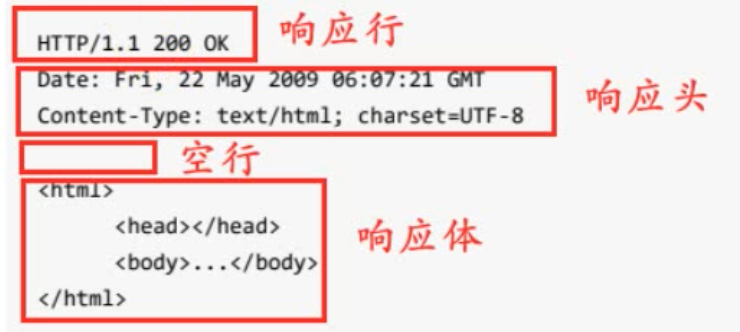 HTTP/1.1 200 OK 响应行
Date: Fri, 22 May 2009 06:07:21 GMT
Content-Type: text/html; charset=UTF-8 响应头
空行
<html>
<head></head>
<body>...</body> 响应体
</html>